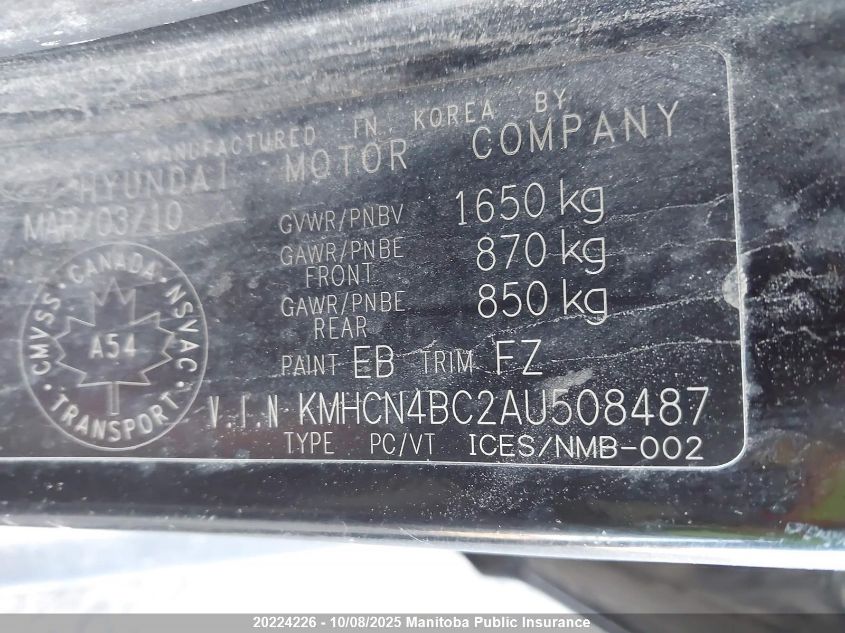 MANUFACTURED IN KOREA BY
HYUNDAI MOTOR COMPANY
MAR/03/10
GVWR/PNBV 1650 kg
GAWR/PNBE FRONT 870 kg
GAWR/PNBE REAR 850 kg
PAINT EB TRIM FZ
V.I.N KMHCN4BC2AU508487
TYPE PC/VT ICES/NMB-002
CANADA
CMVSS · NSVAC
A54
TRANSPORT
20224226 - 10/08/2025 Manitoba Public Insurance